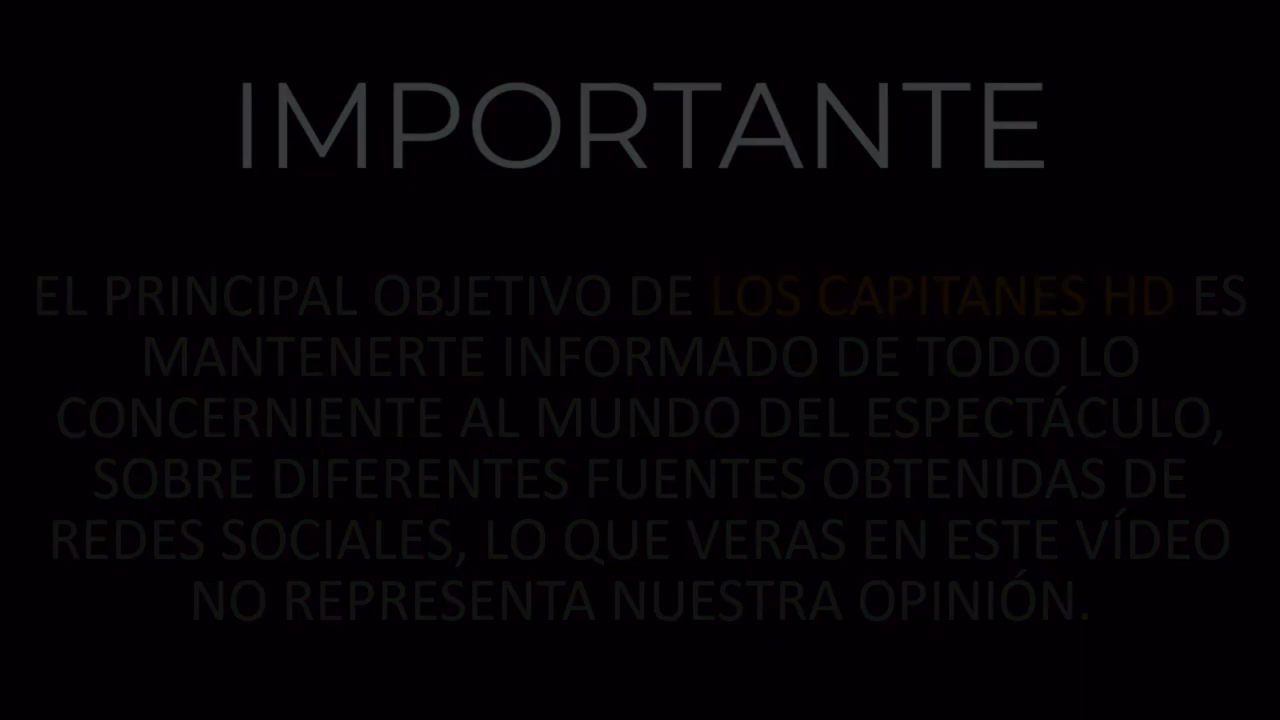 IMPORTANTE
EL PRINCIPAL OBJETIVO DE LOS CAPITANES HD ES
MANTENERTE INFORMADO DE TODO LO
CONCERNIENTE AL MUNDO DEL ESPECTÁCULO,
SOBRE DIFERENTES FUENTES OBTENIDAS DE
REDES SOCIALES, LO QUE VERAS EN ESTE VÍDEO
NO REPRESENTA NUESTRA OPINIÓN.